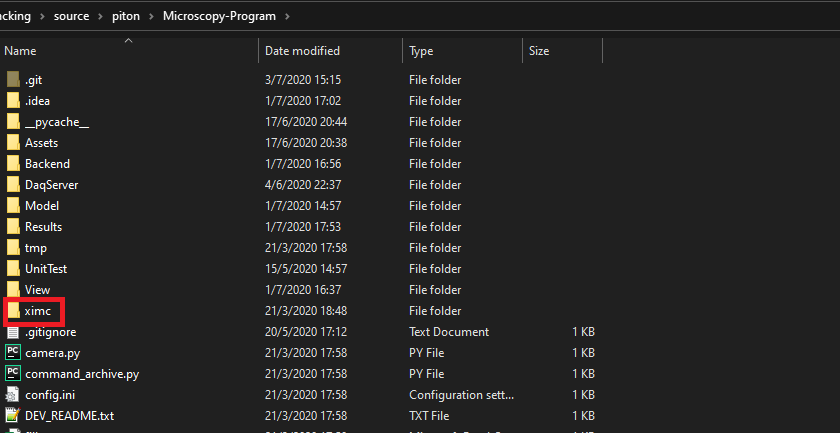 cking > source > piton > Microscopy-Program >
Name Date modified Type Size
.git 3/7/2020 15:15 File folder
.idea 1/7/2020 17:02 File folder
__pycache__ 17/6/2020 20:44 File folder
Assets 17/6/2020 20:38 File folder
Backend 1/7/2020 16:56 File folder
DaqServer 4/6/2020 22:37 File folder
Model 1/7/2020 14:57 File folder
Results 1/7/2020 17:53 File folder
tmp 21/3/2020 17:58 File folder
UnitTest 15/5/2020 14:57 File folder
View 1/7/2020 16:37 File folder
ximc 21/3/2020 18:48 File folder
.gitignore 20/5/2020 17:12 Text Document 1 KB
PC camera.py 21/3/2020 17:58 PY File 1 KB
PC command_archive.py 21/3/2020 17:58 PY File 1 KB
config.ini 21/3/2020 17:58 Configuration sett... 1 KB
DEV_README.txt 21/3/2020 17:58 TXT File 1 KB